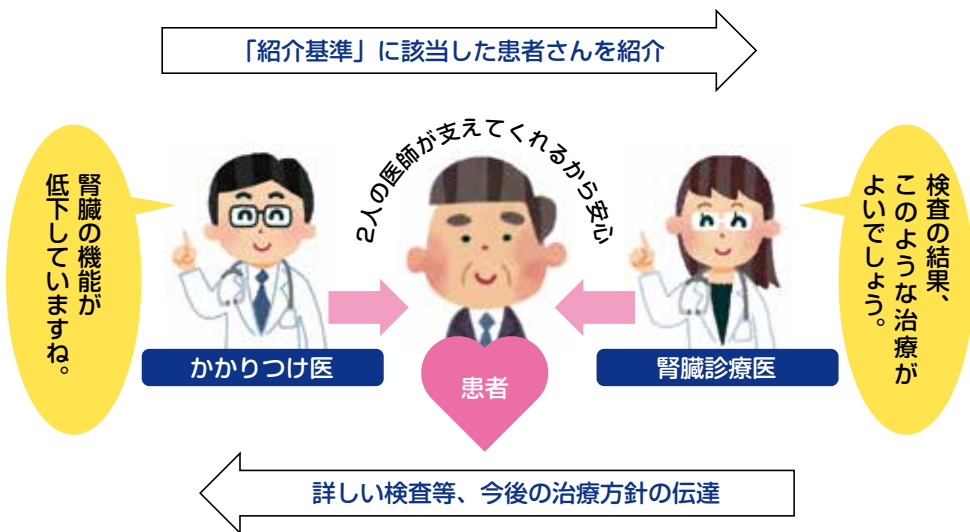 「紹介基準」に該当した患者さんを紹介
2人の医師が支えてくれるから安心
腎臓の機能が
低下していますね。
検査の結果、
このような治療が
よいでしょう。
かかりつけ医
患者
腎臓診療医
詳しい検査等、今後の治療方針の伝達